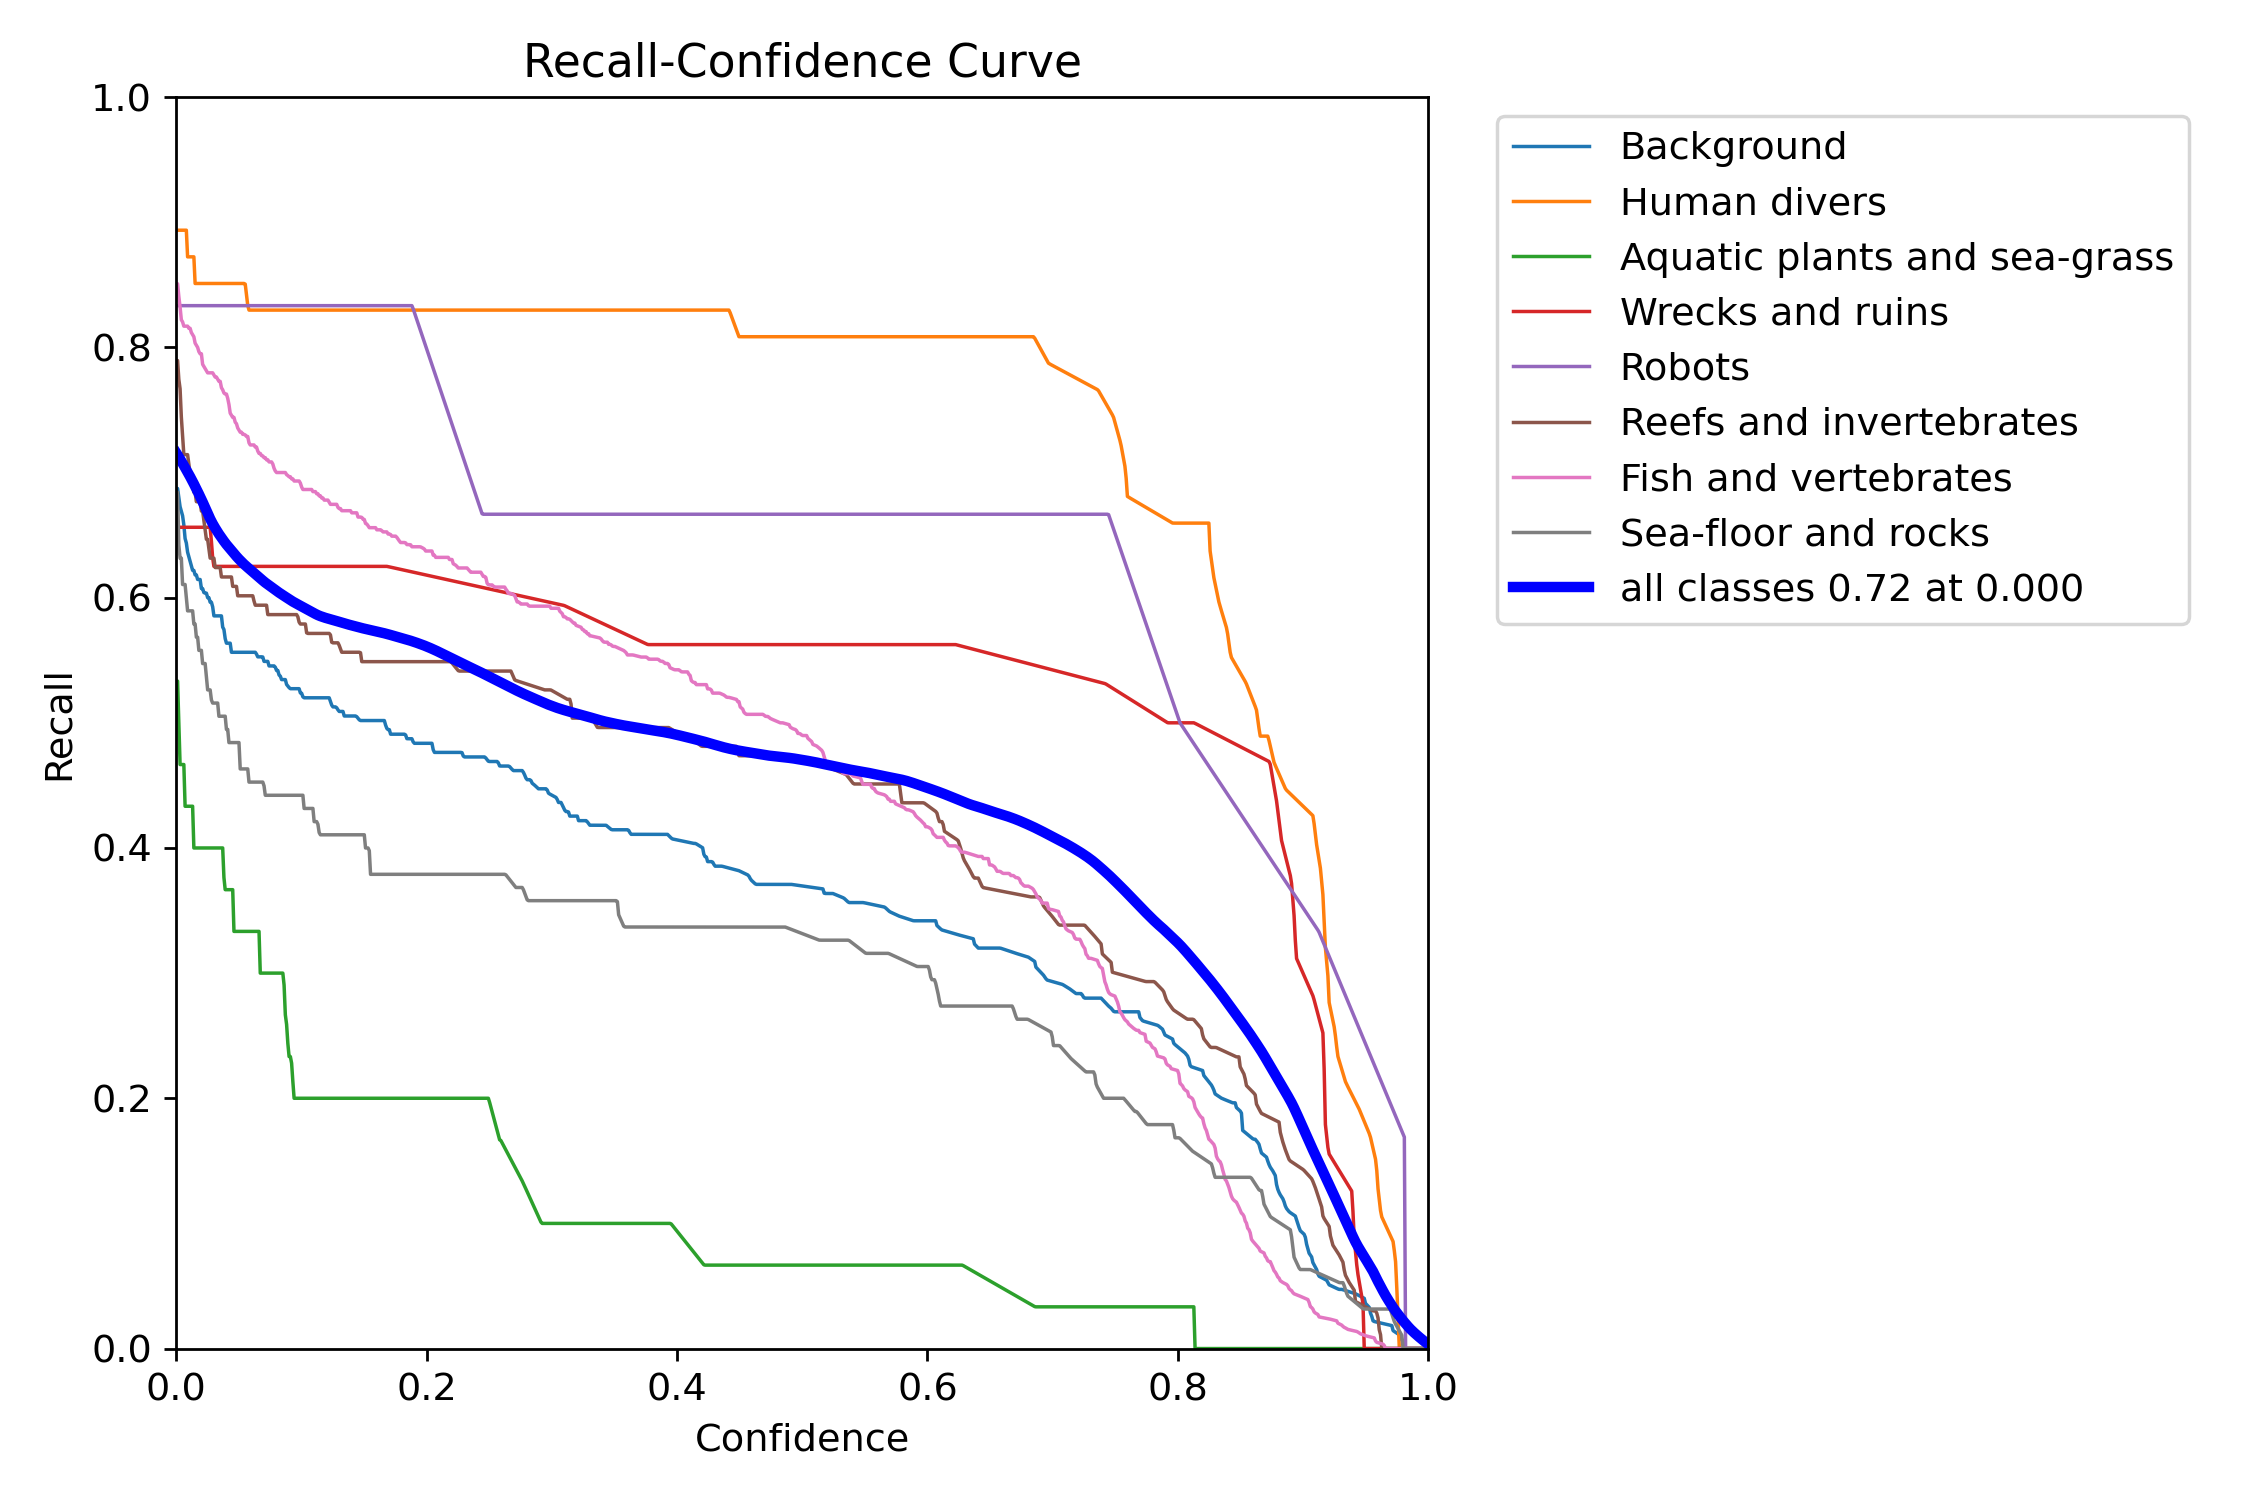 Recall-Confidence Curve
1.0
0.8
0.6
0.4
0.2
0.0
Recall
0.0 0.2 0.4 0.6 0.8 1.0
Confidence
Background
Human divers
Aquatic plants and sea-grass
Wrecks and ruins
Robots
Reefs and invertebrates
Fish and vertebrates
Sea-floor and rocks
all classes 0.72 at 0.000